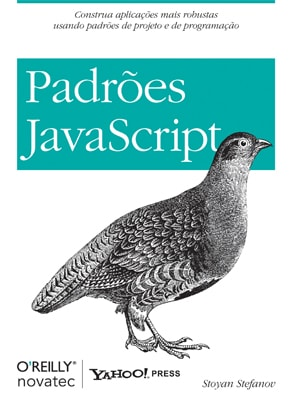 Construa aplicações mais robustas
usando padrões de projeto e de programação
Padrões
JavaScript
O'REILLY®
novatec
YAHOO! PRESS
Stoyan Stefanov